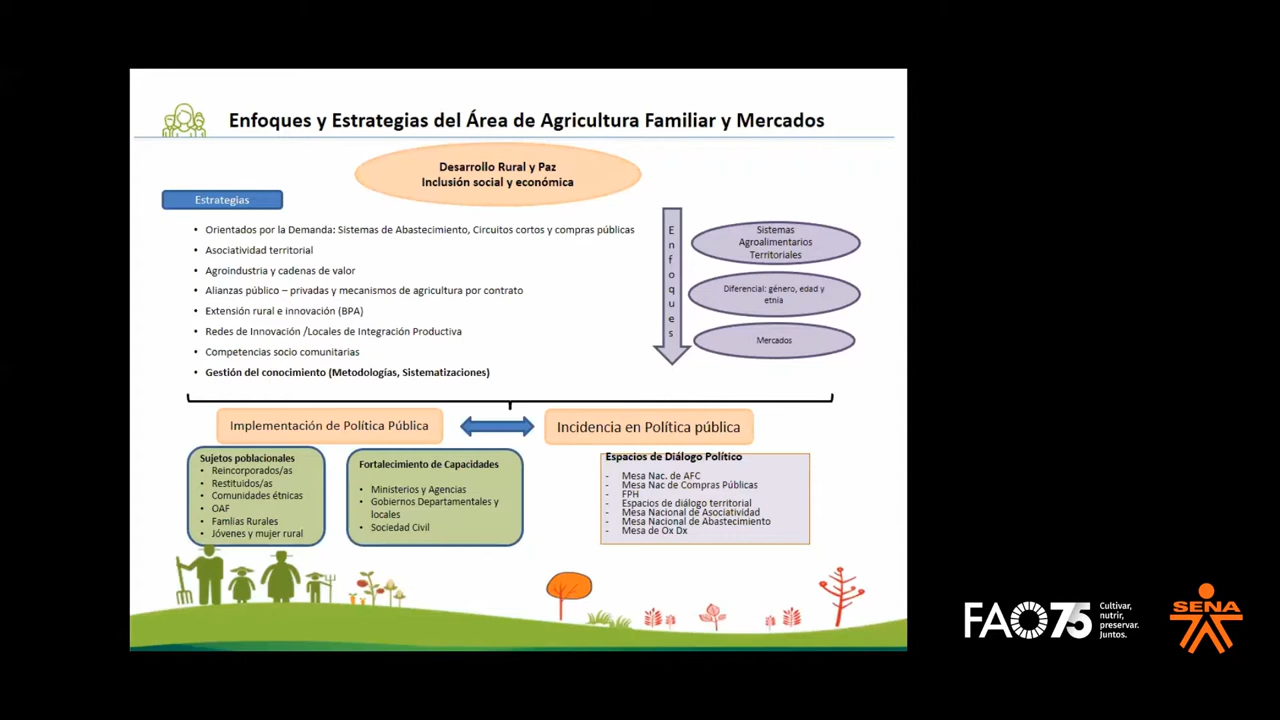 Enfoques y Estrategias del Área de Agricultura Familiar y Mercados
Desarrollo Rural y Paz
Inclusión social y económica
Estrategias
• Orientados por la Demanda: Sistemas de Abastecimiento, Circuitos cortos y compras públicas
• Asociatividad territorial
• Agroindustria y cadenas de valor
• Alianzas público – privadas y mecanismos de agricultura por contrato
• Extensión rural e innovación (BPA)
• Redes de Innovación /Locales de Integración Productiva
• Competencias socio comunitarias
• Gestión del conocimiento (Metodologías, Sistematizaciones)
Enfoques
Sistemas
Agroalimentarios
Territoriales
Diferencial: género, edad y
etnia
Mercados
Implementación de Política Pública
Incidencia en Política pública
Sujetos poblacionales
• Reincorporados/as
• Restituidos/as
• Comunidades étnicas
• OAF
• Famlias Rurales
• Jóvenes y mujer rural
Fortalecimiento de Capacidades
• Ministerios y Agencias
• Gobiernos Departamentales y
locales
• Sociedad Civil
Espacios de Diálogo Político
- Mesa Nac. de AFC
- Mesa Nac de Compras Públicas
- FPH
- Espacios de diálogo territorial
- Mesa Nacional de Asociatividad
- Mesa Nacional de Abastecimiento
- Mesa de Ox Dx
FAO75
Cultivar,
nutrir,
preservar.
Juntos.
SENA